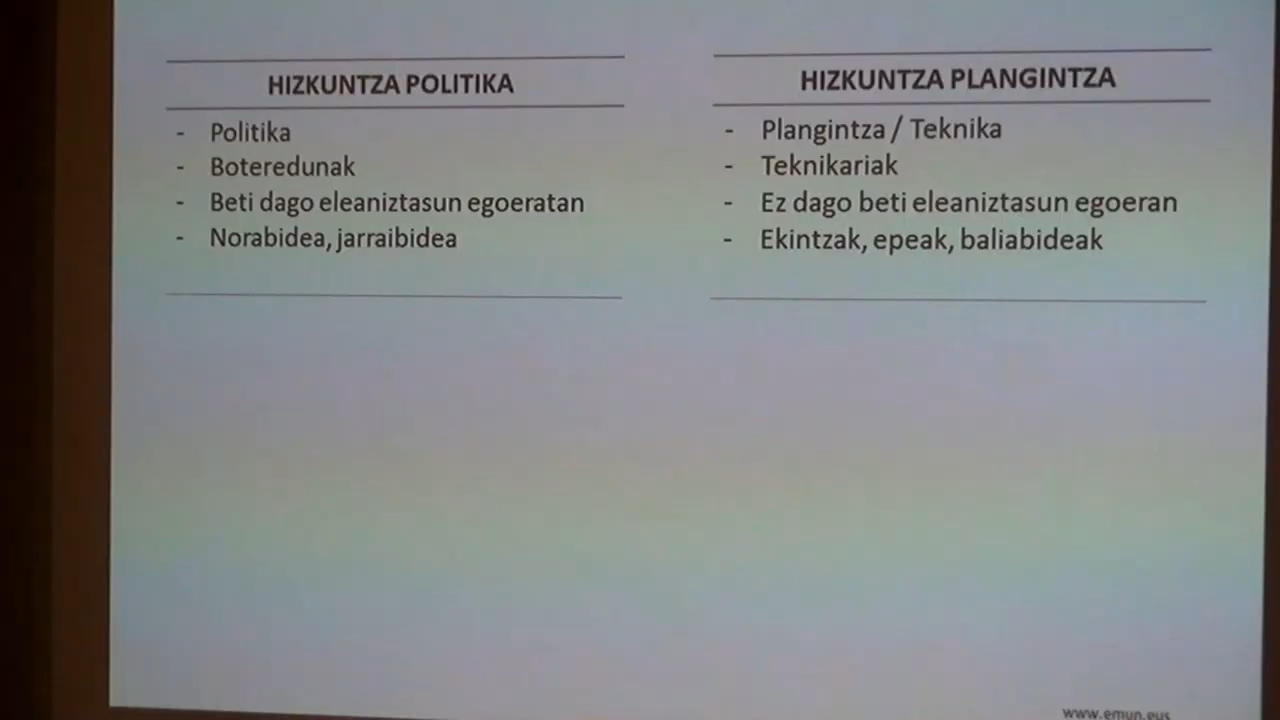 HIZKUNTZA POLITIKA
- Politika
- Boteredunak
- Beti dago eleaniztasun egoeratan
- Norabidea, jarraibidea
HIZKUNTZA PLANGINTZA
- Plangintza / Teknika
- Teknikariak
- Ez dago beti eleaniztasun egoeran
- Ekintzak, epeak, baliabideak
www.emun.eus